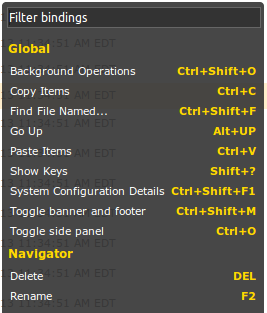 Filter bindings
Global
Background Operations Ctrl+Shift+O
Copy Items Ctrl+C
Find File Named... Ctrl+Shift+F
Go Up Alt+UP
Paste Items Ctrl+V
Show Keys Shift+?
System Configuration Details Ctrl+Shift+F1
Toggle banner and footer Ctrl+Shift+M
Toggle side panel Ctrl+O
Navigator
Delete DEL
Rename F2